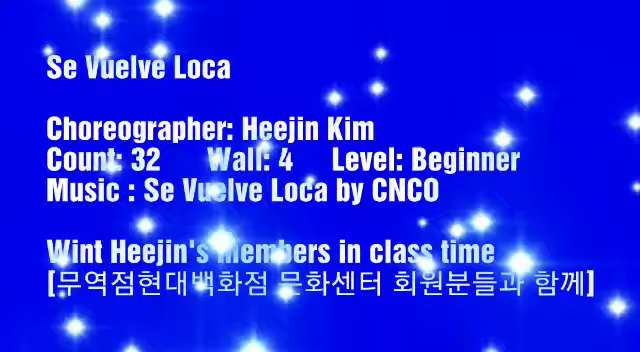 Se Vuelve Loca
Choreographer: Heejin Kim
Count: 32 Wall: 4 Level: Beginner
Music : Se Vuelve Loca by CNCO
Wint Heejin's members in class time
[무역점현대백화점 문화센터 회원분들과 함께]